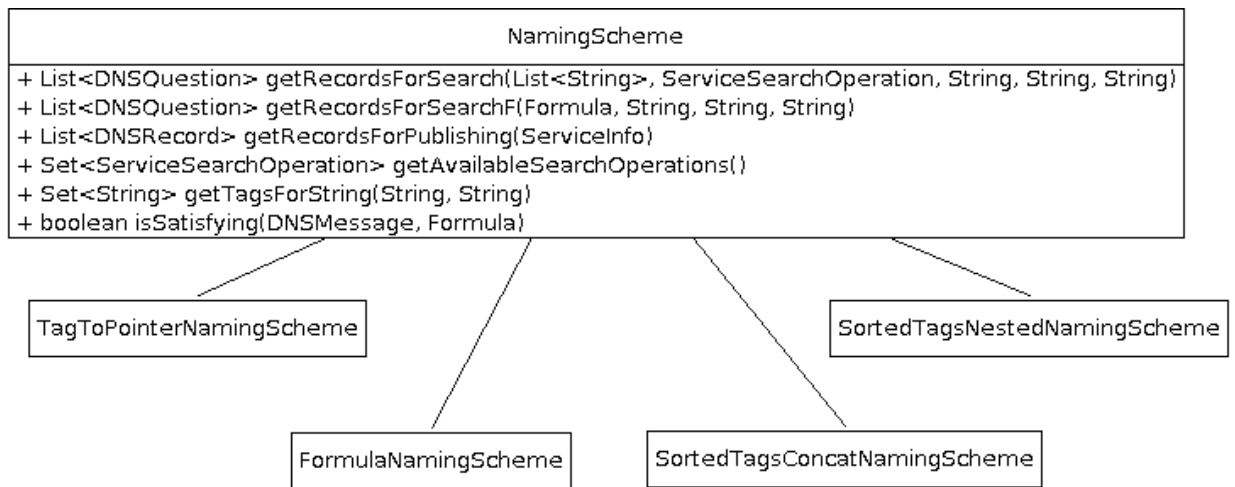 NamingScheme
+ List<DNSQuestion> getRecordsForSearch(List<String>, ServiceSearchOperation, String, String, String)
+ List<DNSQuestion> getRecordsForSearchF(Formula, String, String, String)
+ List<DNSRecord> getRecordsForPublishing(ServiceInfo)
+ Set<ServiceSearchOperation> getAvailableSearchOperations()
+ Set<String> getTagsForString(String, String)
+ boolean isSatisfying(DNSMessage, Formula)
TagToPointerNamingScheme
SortedTagsNestedNamingScheme
FormulaNamingScheme
SortedTagsConcatNamingScheme